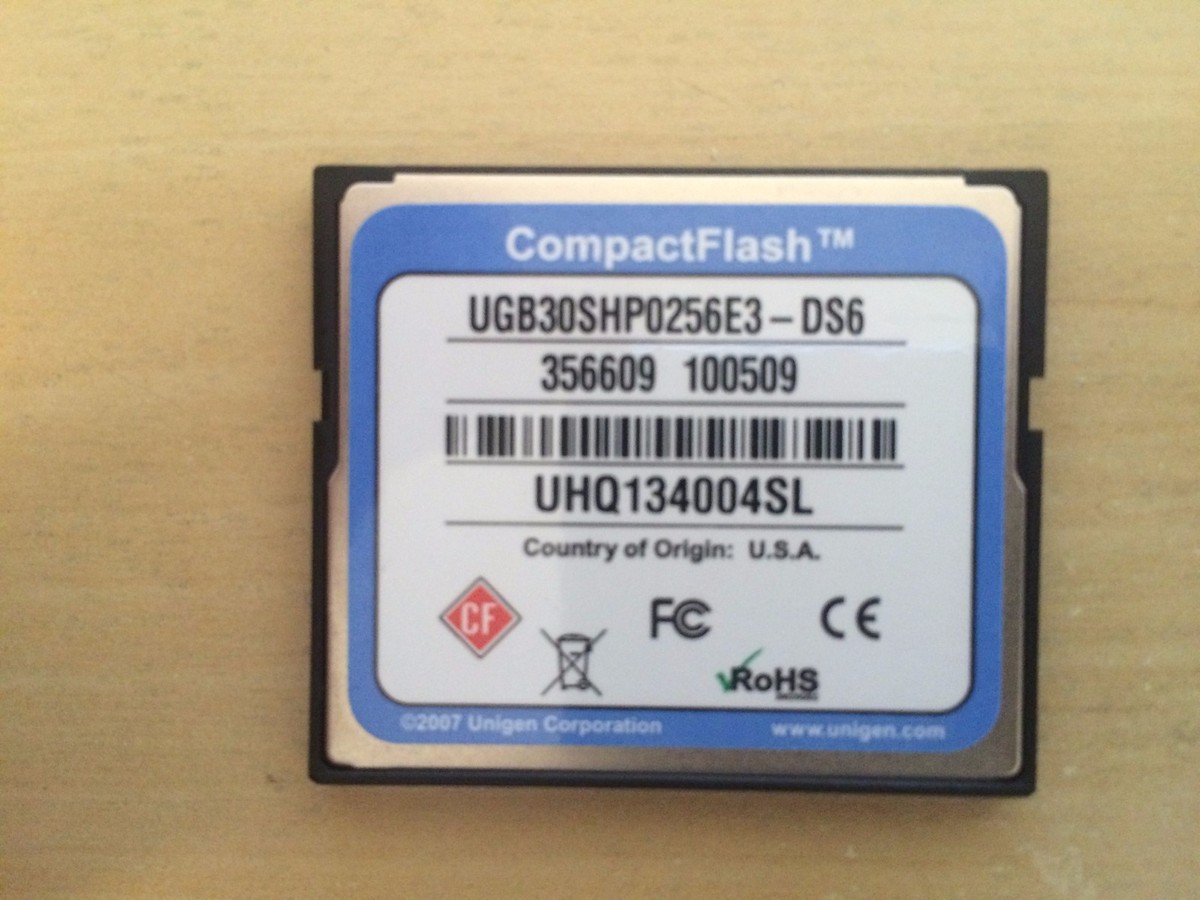 CompactFlash™
UGB30SHP0256E3 – DS6
356609 100509
UHQ134004SL
Country of Origin: U.S.A.
CF
FC CE
RoHS
©2007 Unigen Corporation www.unigen.com